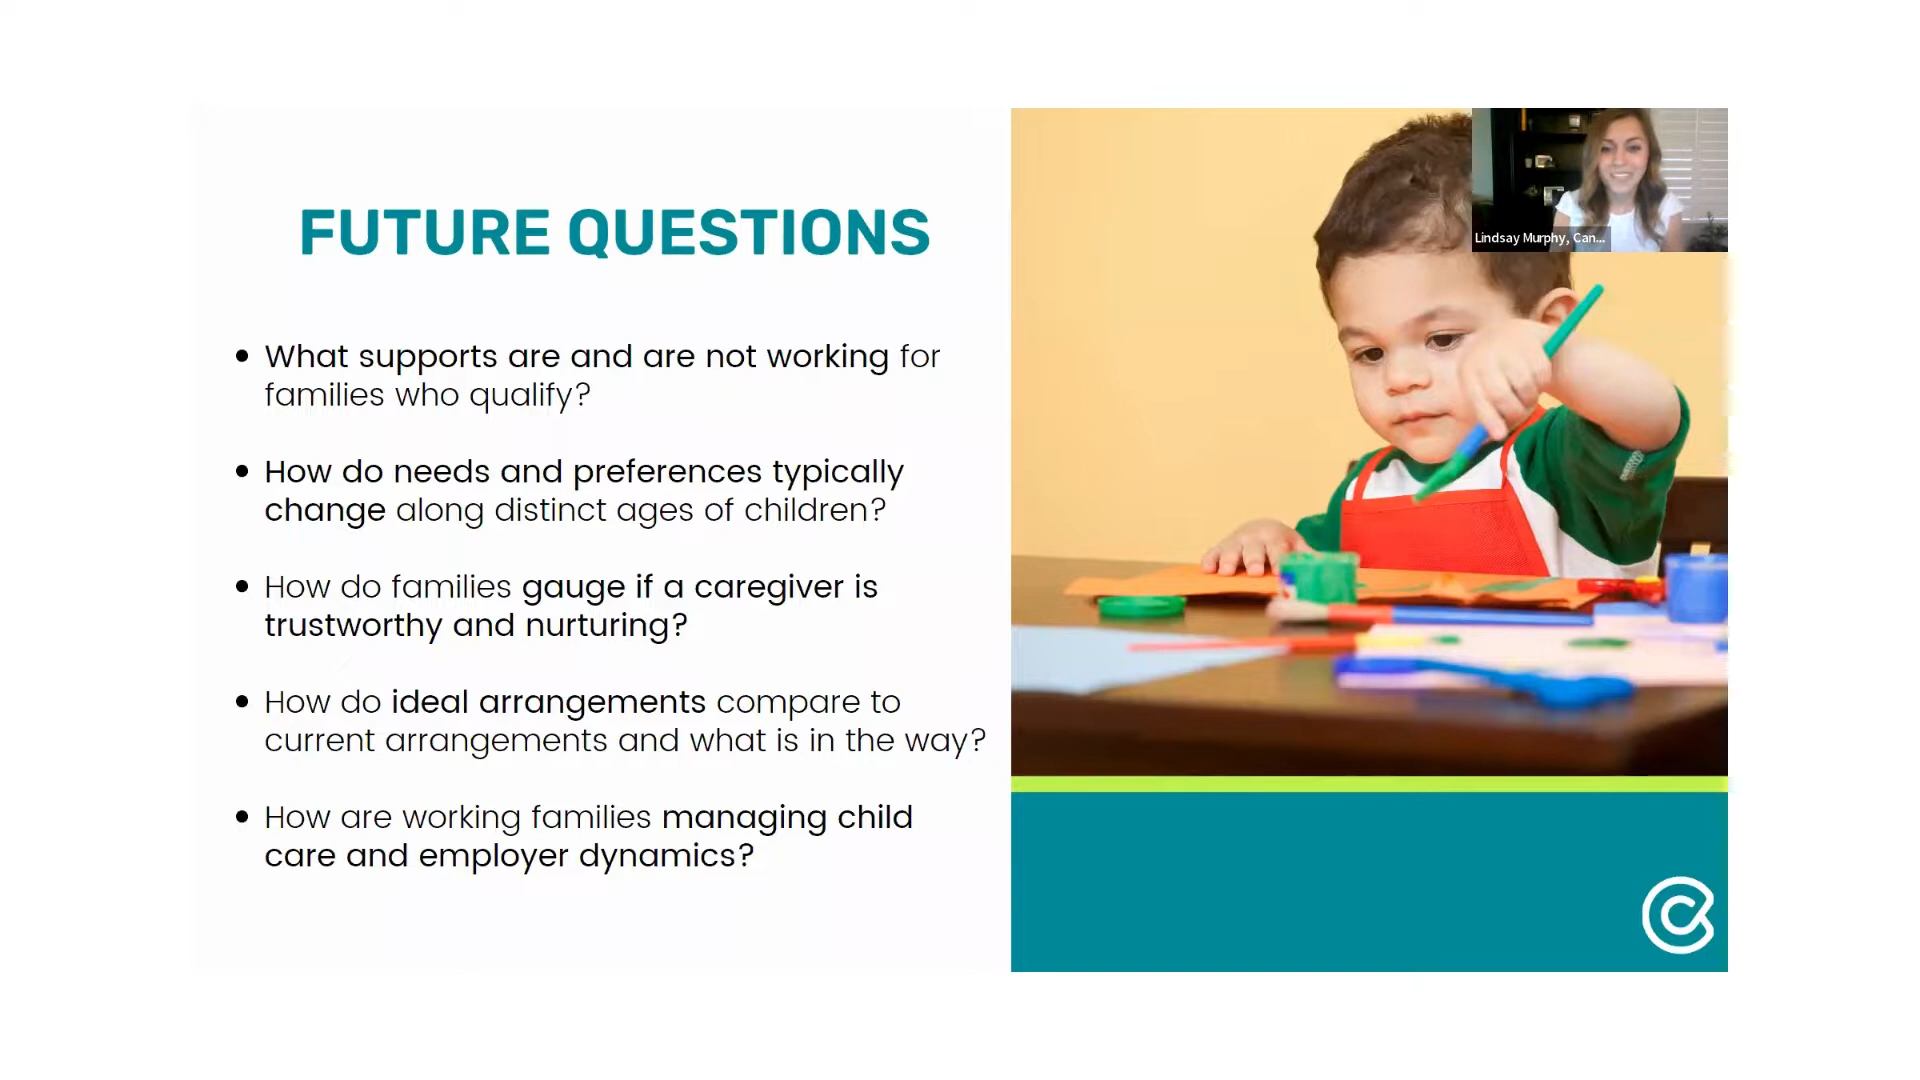 FUTURE QUESTIONS
Lindsay Murphy, Can...
• What supports are and are not working for
families who qualify?
• How do needs and preferences typically
change along distinct ages of children?
• How do families gauge if a caregiver is
trustworthy and nurturing?
• How do ideal arrangements compare to
current arrangements and what is in the way?
• How are working families managing child
care and employer dynamics?